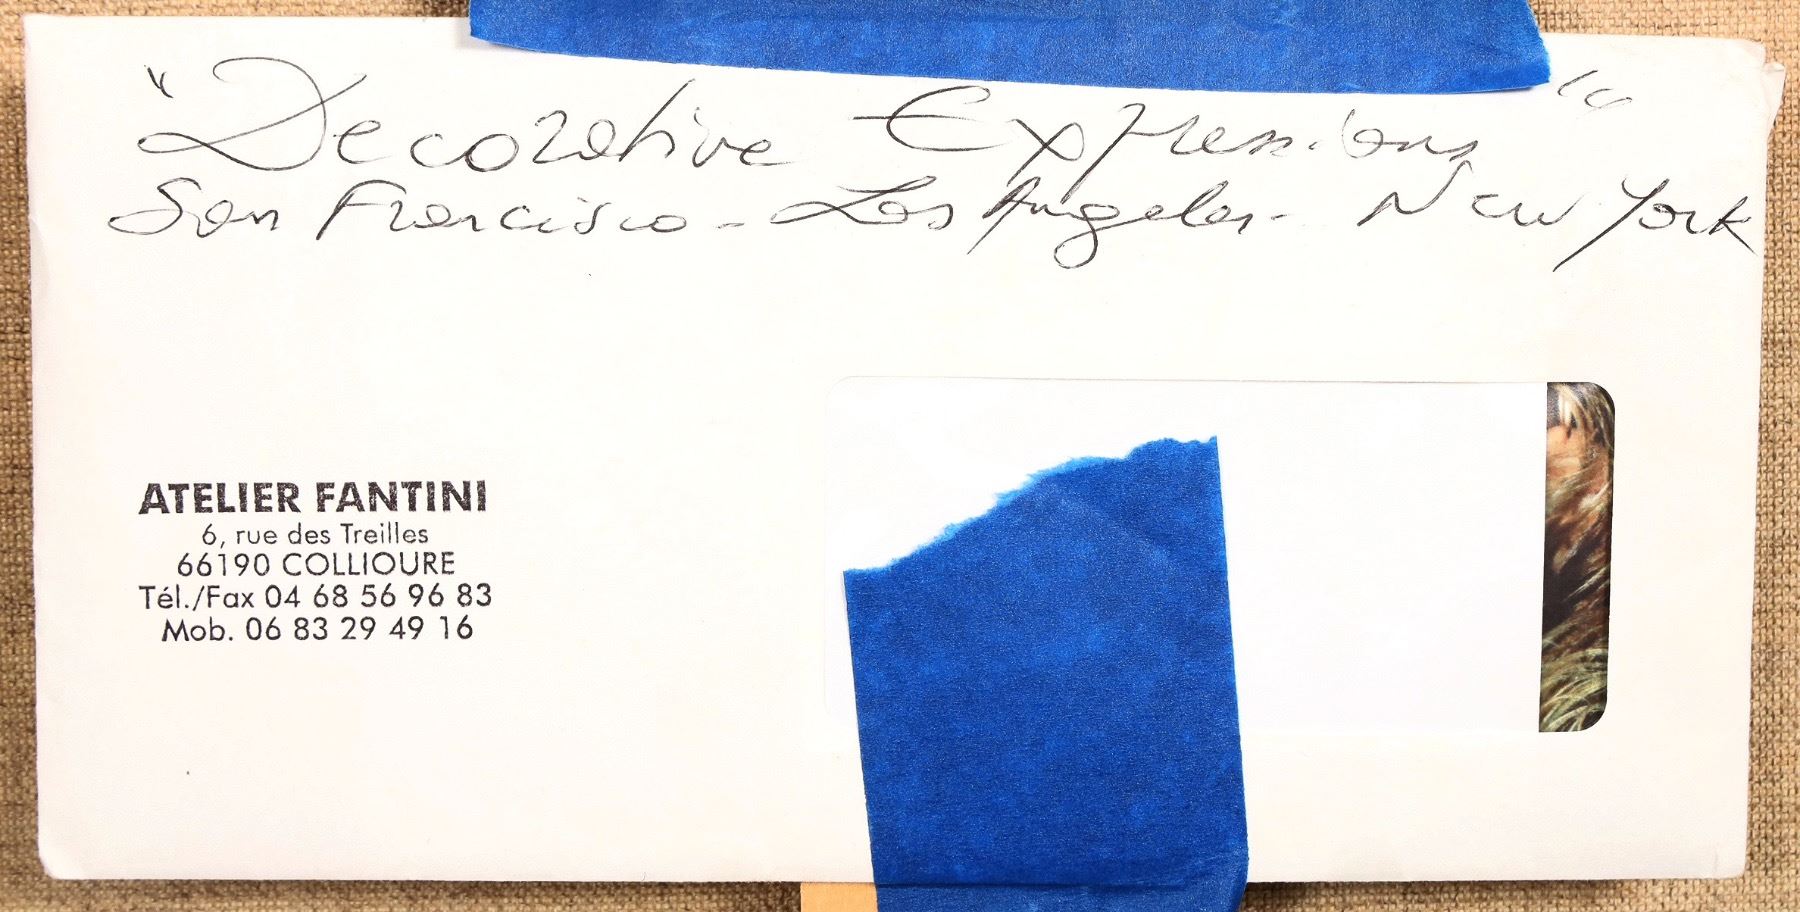 "Decorative Expressions"
San Francisco - Los Angeles - New York
ATELIER FANTINI
6, rue des Treilles
66190 COLLIOURE
Tél./Fax 04 68 56 96 83
Mob. 06 83 29 49 16